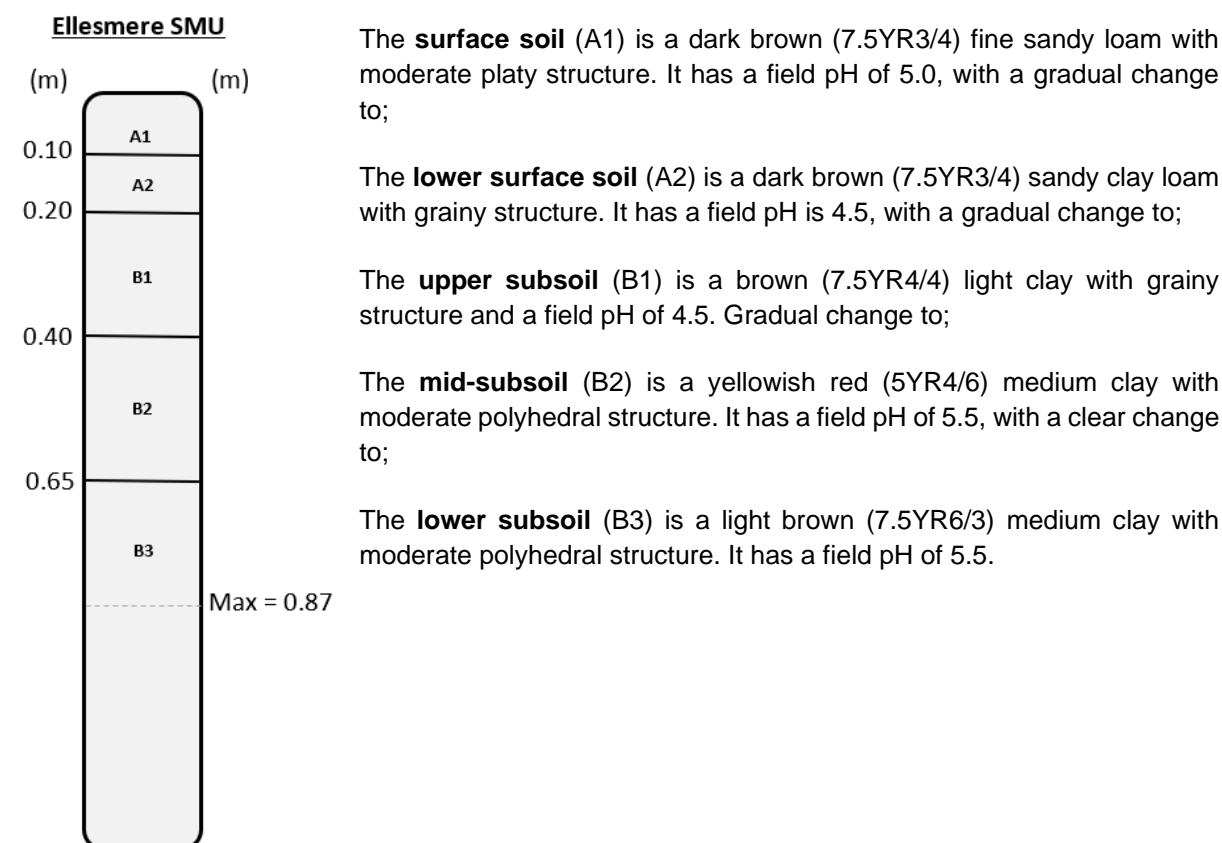 Ellesmere SMU
(m)
(m)
A1
0.10
A2
0.20
B1
0.40
B2
0.65
B3
Max = 0.87
The surface soil (A1) is a dark brown (7.5YR3/4) fine sandy loam with
moderate platy structure. It has a field pH of 5.0, with a gradual change
to;
The lower surface soil (A2) is a dark brown (7.5YR3/4) sandy clay loam
with grainy structure. It has a field pH is 4.5, with a gradual change to;
The upper subsoil (B1) is a brown (7.5YR4/4) light clay with grainy
structure and a field pH of 4.5. Gradual change to;
The mid-subsoil (B2) is a yellowish red (5YR4/6) medium clay with
moderate polyhedral structure. It has a field pH of 5.5, with a clear change
to;
The lower subsoil (B3) is a light brown (7.5YR6/3) medium clay with
moderate polyhedral structure. It has a field pH of 5.5.